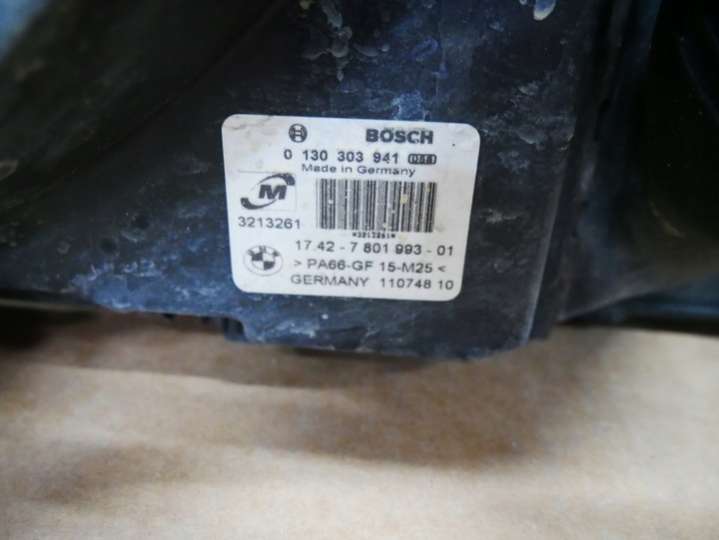 BOSCH
0 130 303 941
Made in Germany
M
3213261
*3213261*
17.42 - 7 801 993 - 01
> PA66-GF 15-M25 <
GERMANY 110748 10